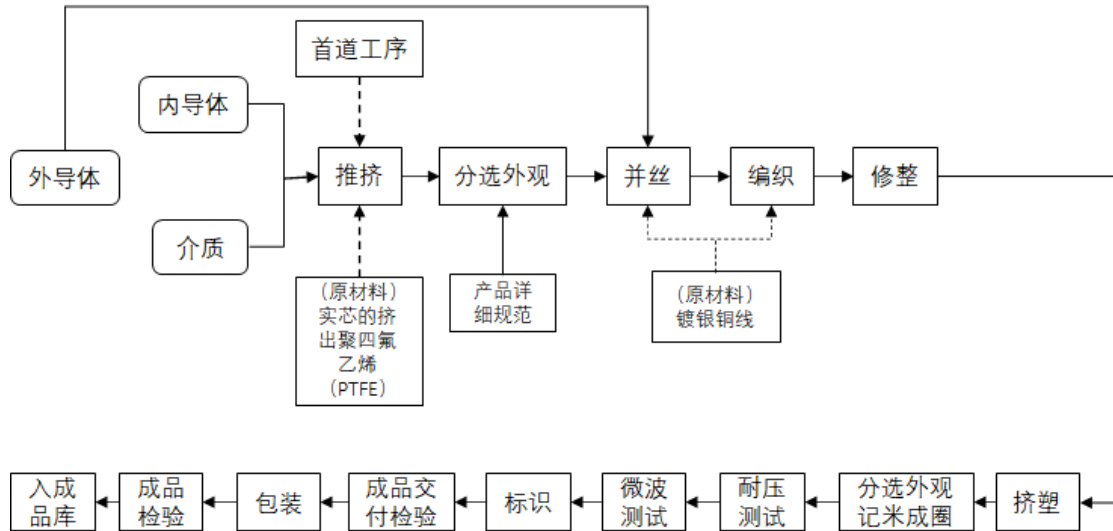 首道工序
内导体
外导体
推挤
分选外观
并丝
编织
修整
介质
（原材料）
实芯的挤
出聚四氟
乙烯
（PTFE）
产品详
细规范
（原材料）
镀银铜线
入成
品库
成品
检验
包装
成品交
付检验
标识
微波
测试
耐压
测试
分选外观
记米成圈
挤塑